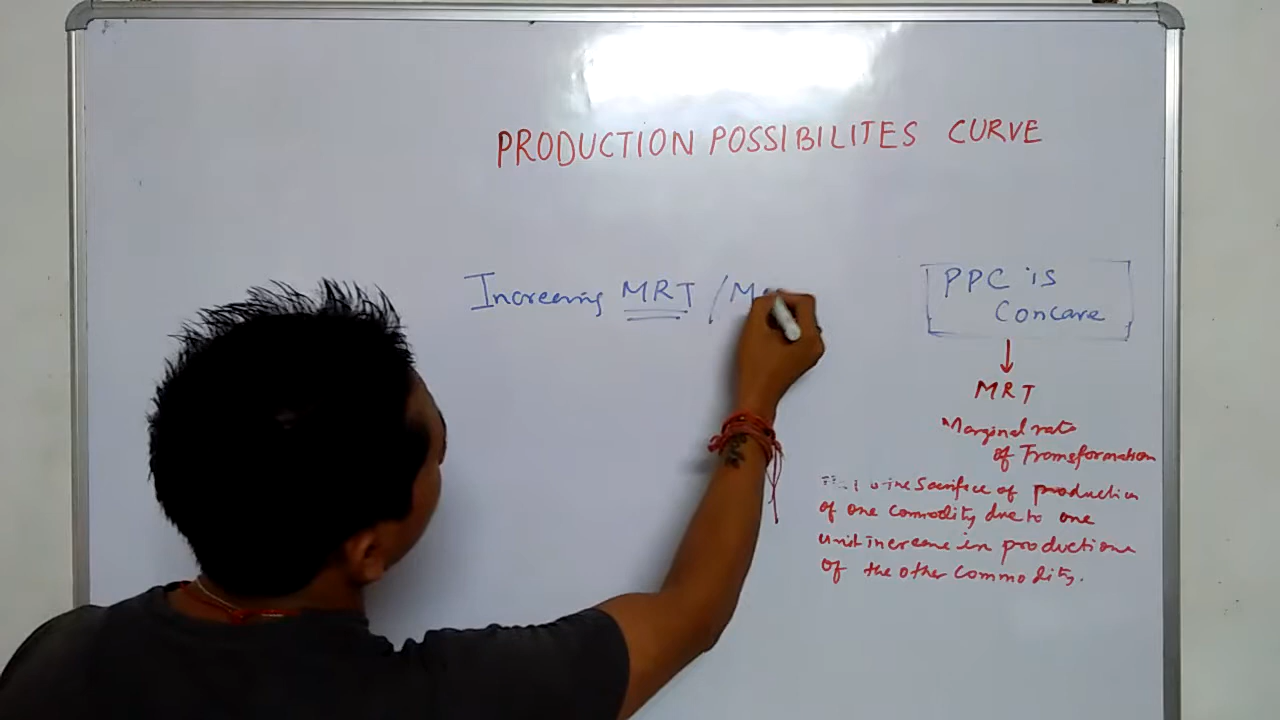 PRODUCTION POSSIBILITES CURVE
Increasing MRT / M
PPC is
Concave
MRT
Marginal rate
of Transformation
Sacrifice of production
of one commodity due to one
unit increase in production
of the other commodity.